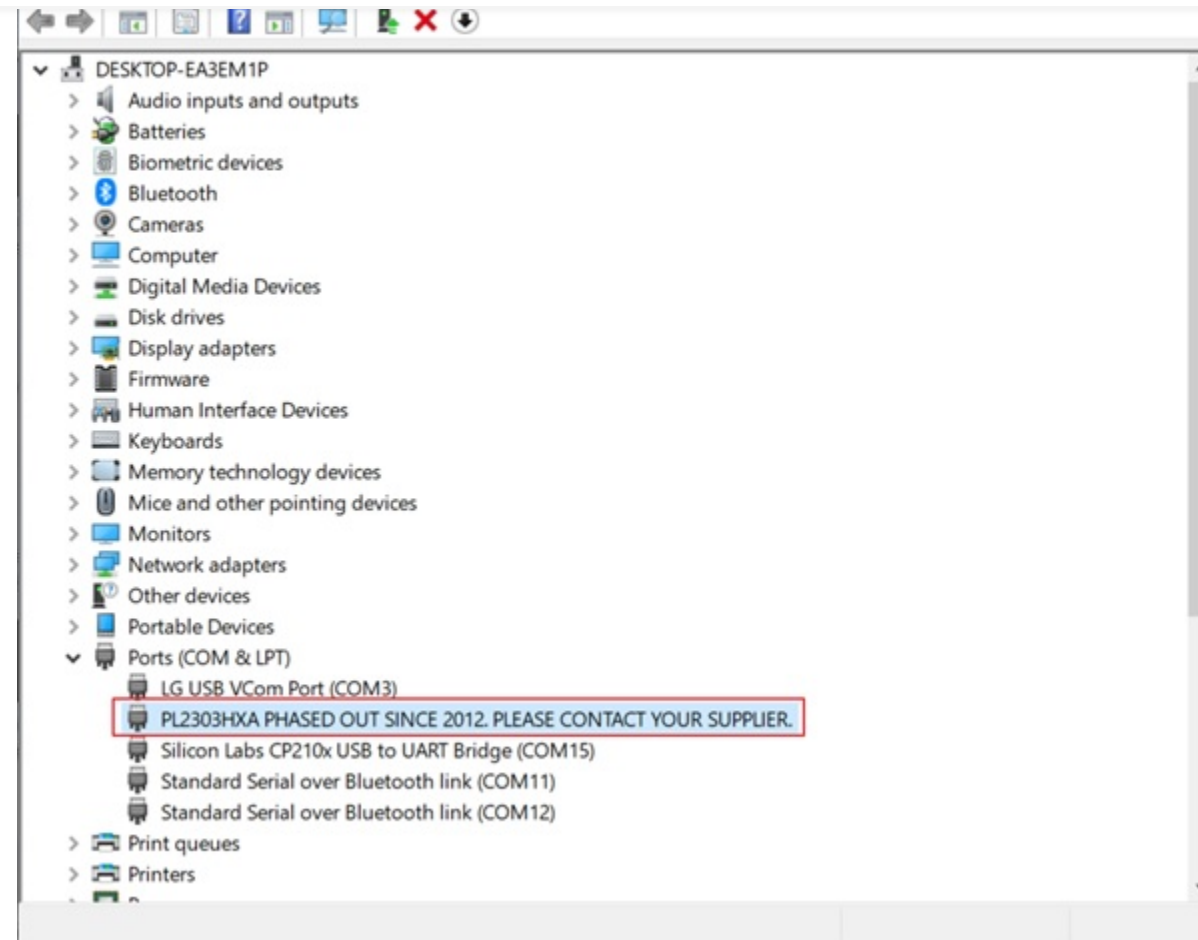 DESKTOP-EA3EM1P
Audio inputs and outputs
Batteries
Biometric devices
Bluetooth
Cameras
Computer
Digital Media Devices
Disk drives
Display adapters
Firmware
Human Interface Devices
Keyboards
Memory technology devices
Mice and other pointing devices
Monitors
Network adapters
Other devices
Portable Devices
Ports (COM & LPT)
LG USB VCom Port (COM3)
PL2303HXA PHASED OUT SINCE 2012. PLEASE CONTACT YOUR SUPPLIER.
Silicon Labs CP210x USB to UART Bridge (COM15)
Standard Serial over Bluetooth link (COM11)
Standard Serial over Bluetooth link (COM12)
Print queues
Printers